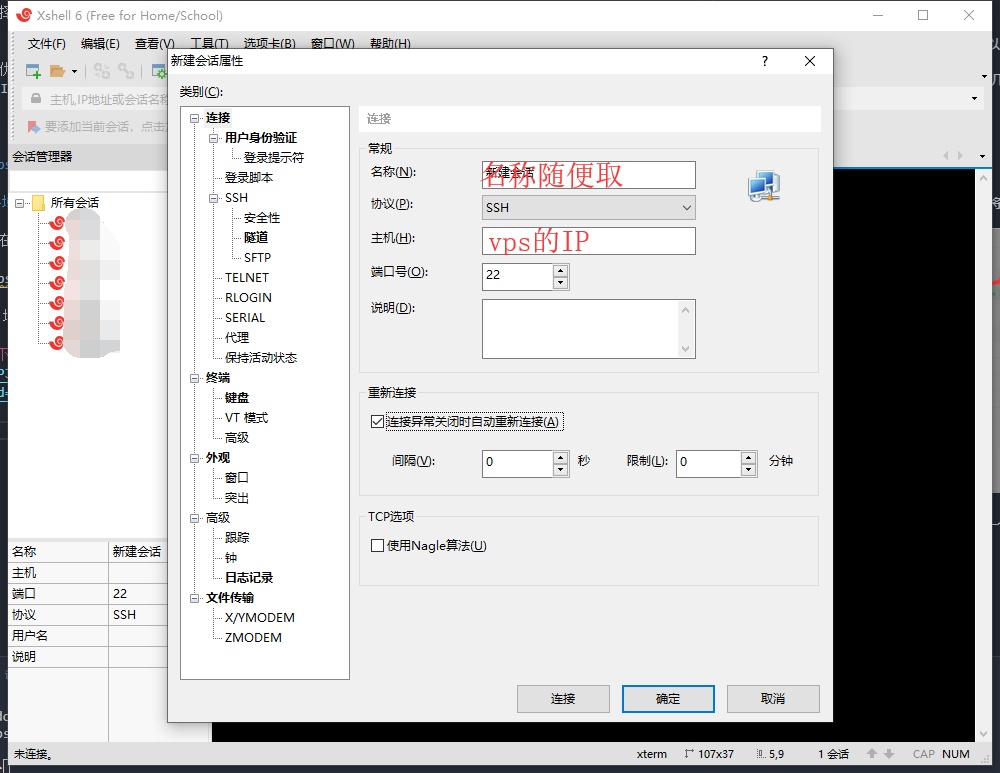 Xshell 6 (Free for Home/School)
文件(F) 编辑(E) 查看(V) 工具(T) 选项卡(B) 窗口(W) 帮助(H)
新建会话属性
主机,IP地址或会话名称
要添加当前会话，点击
会话管理器
所有会话
类别(C):
连接
用户身份验证
登录提示符
登录脚本
SSH
安全性
隧道
SFTP
TELNET
RLOGIN
SERIAL
代理
保持活动状态
终端
键盘
VT 模式
高级
外观
窗口
突出
高级
跟踪
钟
日志记录
文件传输
X/YMODEM
ZMODEM
连接
常规
名称(N): 新建会话
名称随便取
协议(P): SSH
主机(H): vps的IP
端口号(O): 22
说明(D):
重新连接
连接异常关闭时自动重新连接(A)
间隔(V): 0 秒 限制(L): 0 分钟
TCP选项
使用Nagle算法(U)
连接 确定 取消
名称 新建会话
主机
端口 22
协议 SSH
用户名
说明
未连接。 xterm 107x37 5,9 1 会话 CAP NUM